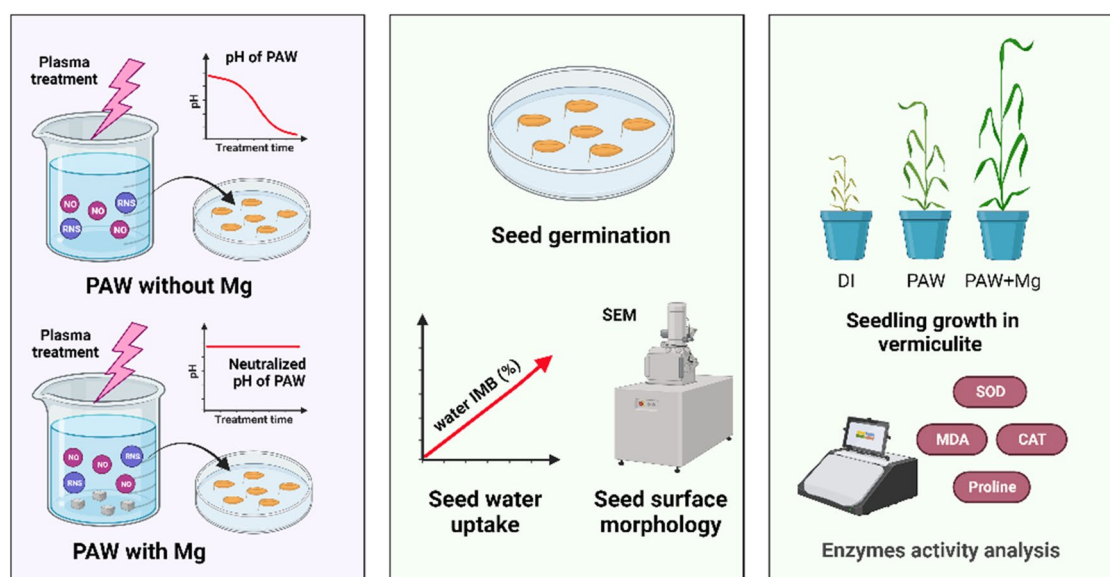 Plasma
treatment
pH of PAW
pH
Treatment time
NO
NO
RNS
RNS
NO
PAW without Mg
Plasma
treatment
Neutralized
pH of PAW
pH
Treatment time
NO
NO
RNS
RNS
NO
PAW with Mg
Seed germination
water IMB (%)
SEM
Seed water
uptake
Seed surface
morphology
DI
PAW
PAW+Mg
Seedling growth in
vermiculite
SOD
MDA
CAT
Proline
Enzymes activity analysis